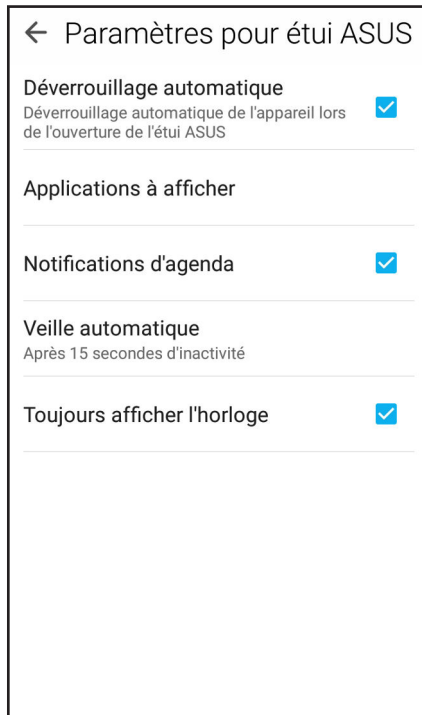 Paramètres pour étui ASUS
Déverrouillage automatique
Déverrouillage automatique de l'appareil lors
de l'ouverture de l'étui ASUS
Applications à afficher
Notifications d'agenda
Veille automatique
Après 15 secondes d'inactivité
Toujours afficher l'horloge